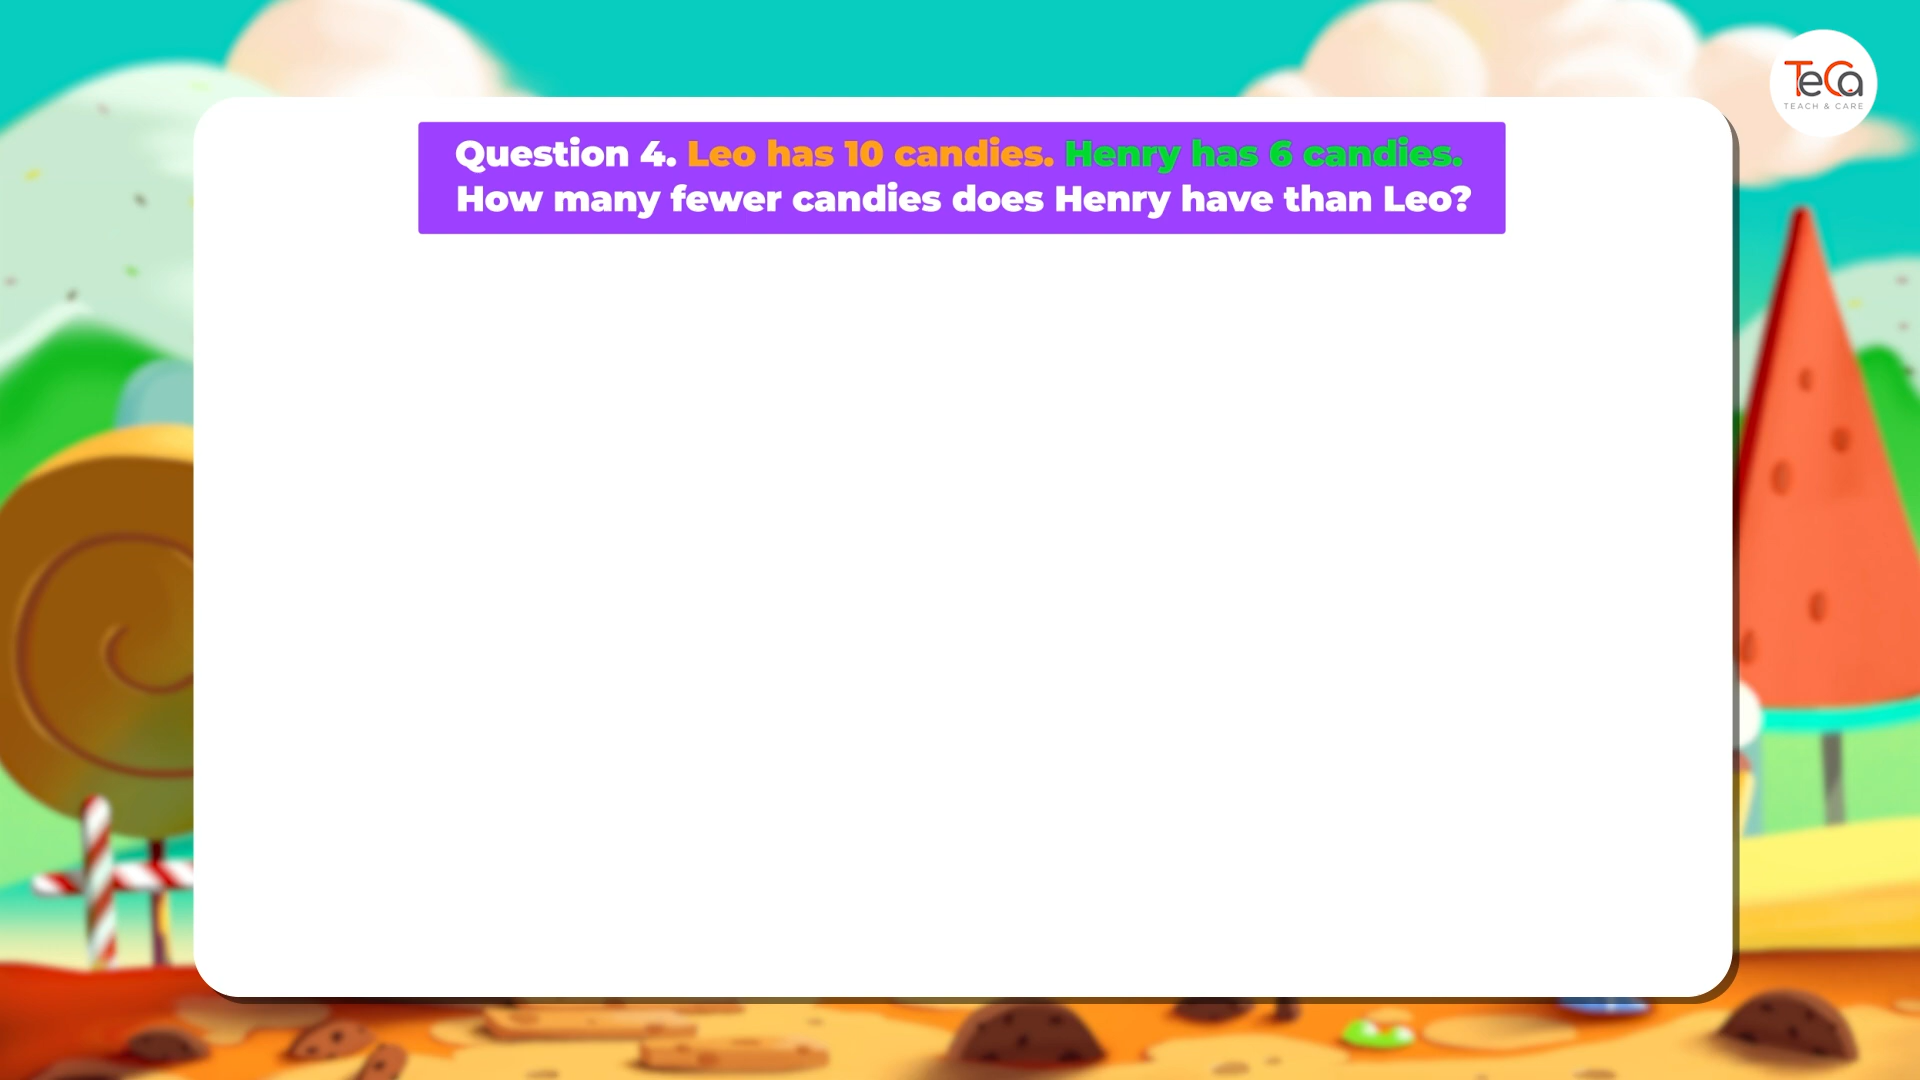 TeCa
TEACH & CARE
Question 4. Leo has 10 candies. Henry has 6 candies.
How many fewer candies does Henry have than Leo?